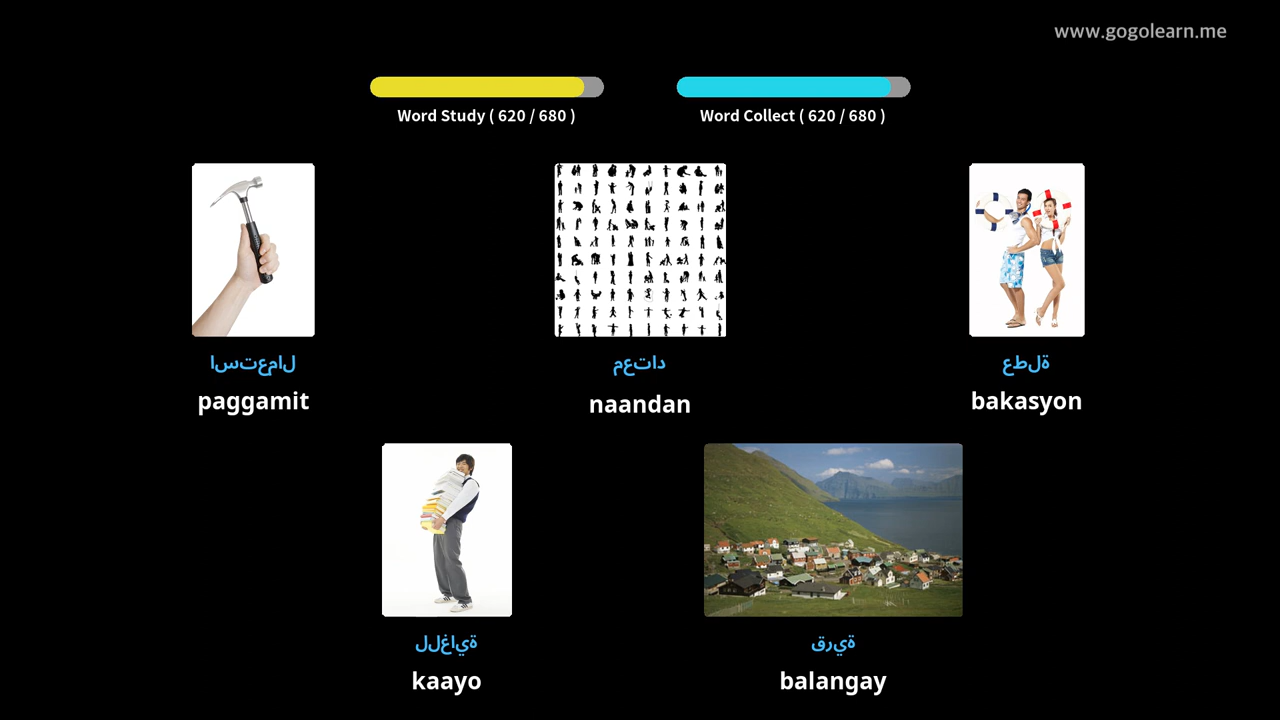 www.gogolearn.me
Word Study ( 620 / 680 )
Word Collect ( 620 / 680 )
استعمال
paggamit
معتاد
naandan
عطلة
bakasyon
للغاية
kaayo
قرية
balangay